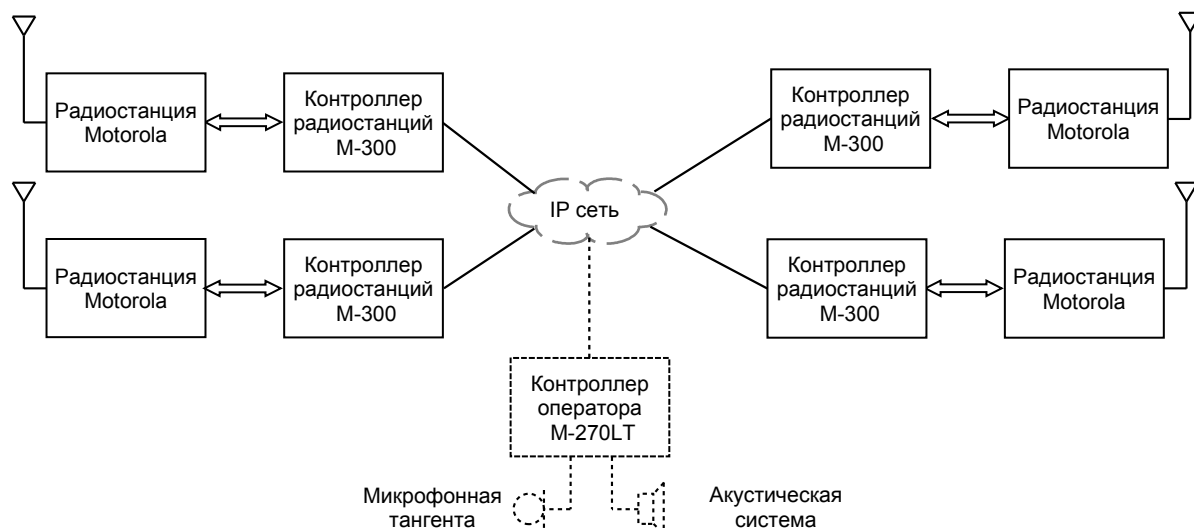 Радиостанция
Motorola
Контроллер
радиостанций
М-300
Контроллер
радиостанций
М-300
Радиостанция
Motorola
IP сеть
Радиостанция
Motorola
Контроллер
радиостанций
М-300
Контроллер
радиостанций
М-300
Радиостанция
Motorola
Контроллер
оператора
M-270LT
Микрофонная
тангента
Акустическая
система